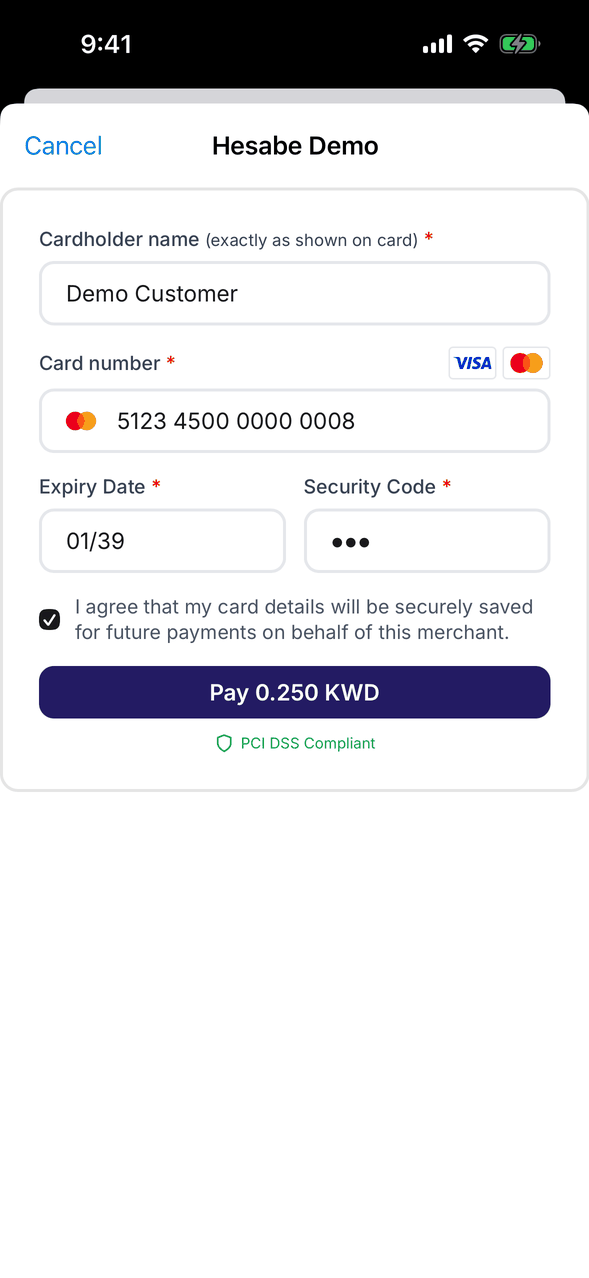 9:41
Cancel
Hesabe Demo
Cardholder name (exactly as shown on card) *
Demo Customer
Card number *
VISA
5123 4500 0000 0008
Expiry Date *
Security Code *
01/39
•••
I agree that my card details will be securely saved
for future payments on behalf of this merchant.
Pay 0.250 KWD
PCI DSS Compliant